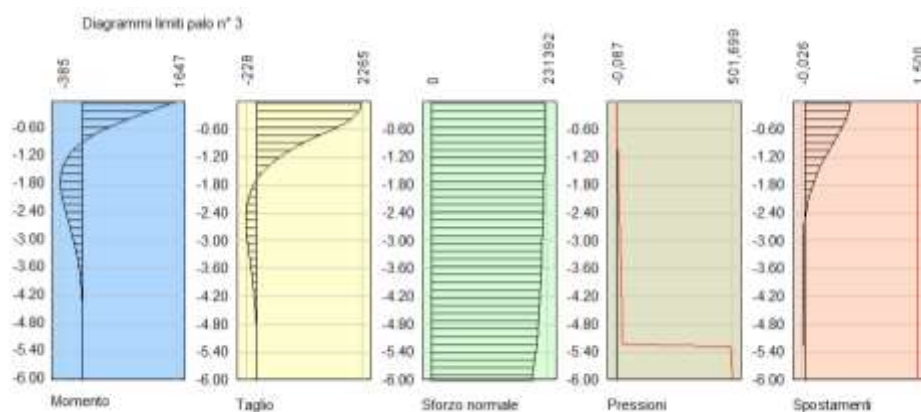 Diagrammi limiti palo n° 3
-385 1647 -228 2265 0 231392 -0,087 501,699 -0,026
-0.60 -0.60 -0.60 -0.60 -0.60
-1.20 -1.20 -1.20 -1.20 -1.20
-1.80 -1.80 -1.80 -1.80 -1.80
-2.40 -2.40 -2.40 -2.40 -2.40
-3.00 -3.00 -3.00 -3.00 -3.00
-3.60 -3.60 -3.60 -3.60 -3.60
-4.20 -4.20 -4.20 -4.20 -4.20
-4.80 -4.80 -4.80 -4.80 -4.80
-5.40 -5.40 -5.40 -5.40 -5.40
-6.00 -6.00 -6.00 -6.00 -6.00
Momento Taglio Sforzo normale Pressioni Spostamenti